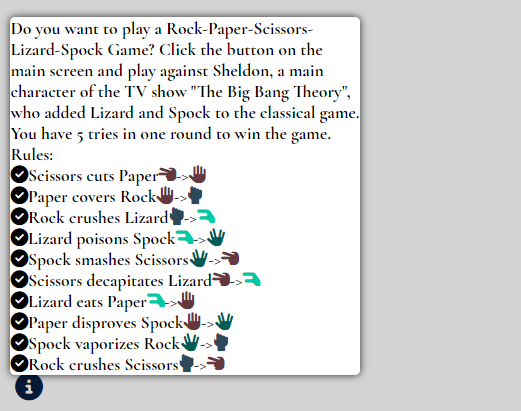 Do you want to play a Rock-Paper-Scissors-
Lizard-Spock Game? Click the button on the
main screen and play against Sheldon, a main
character of the TV show "The Big Bang Theory",
who added Lizard and Spock to the classical game.
You have 5 tries in one round to win the game.
Rules:
Scissors cuts Paper->
Paper covers Rock->
Rock crushes Lizard->
Lizard poisons Spock->
Spock smashes Scissors->
Scissors decapitates Lizard->
Lizard eats Paper->
Paper disproves Spock->
Spock vaporizes Rock->
Rock crushes Scissors->
i